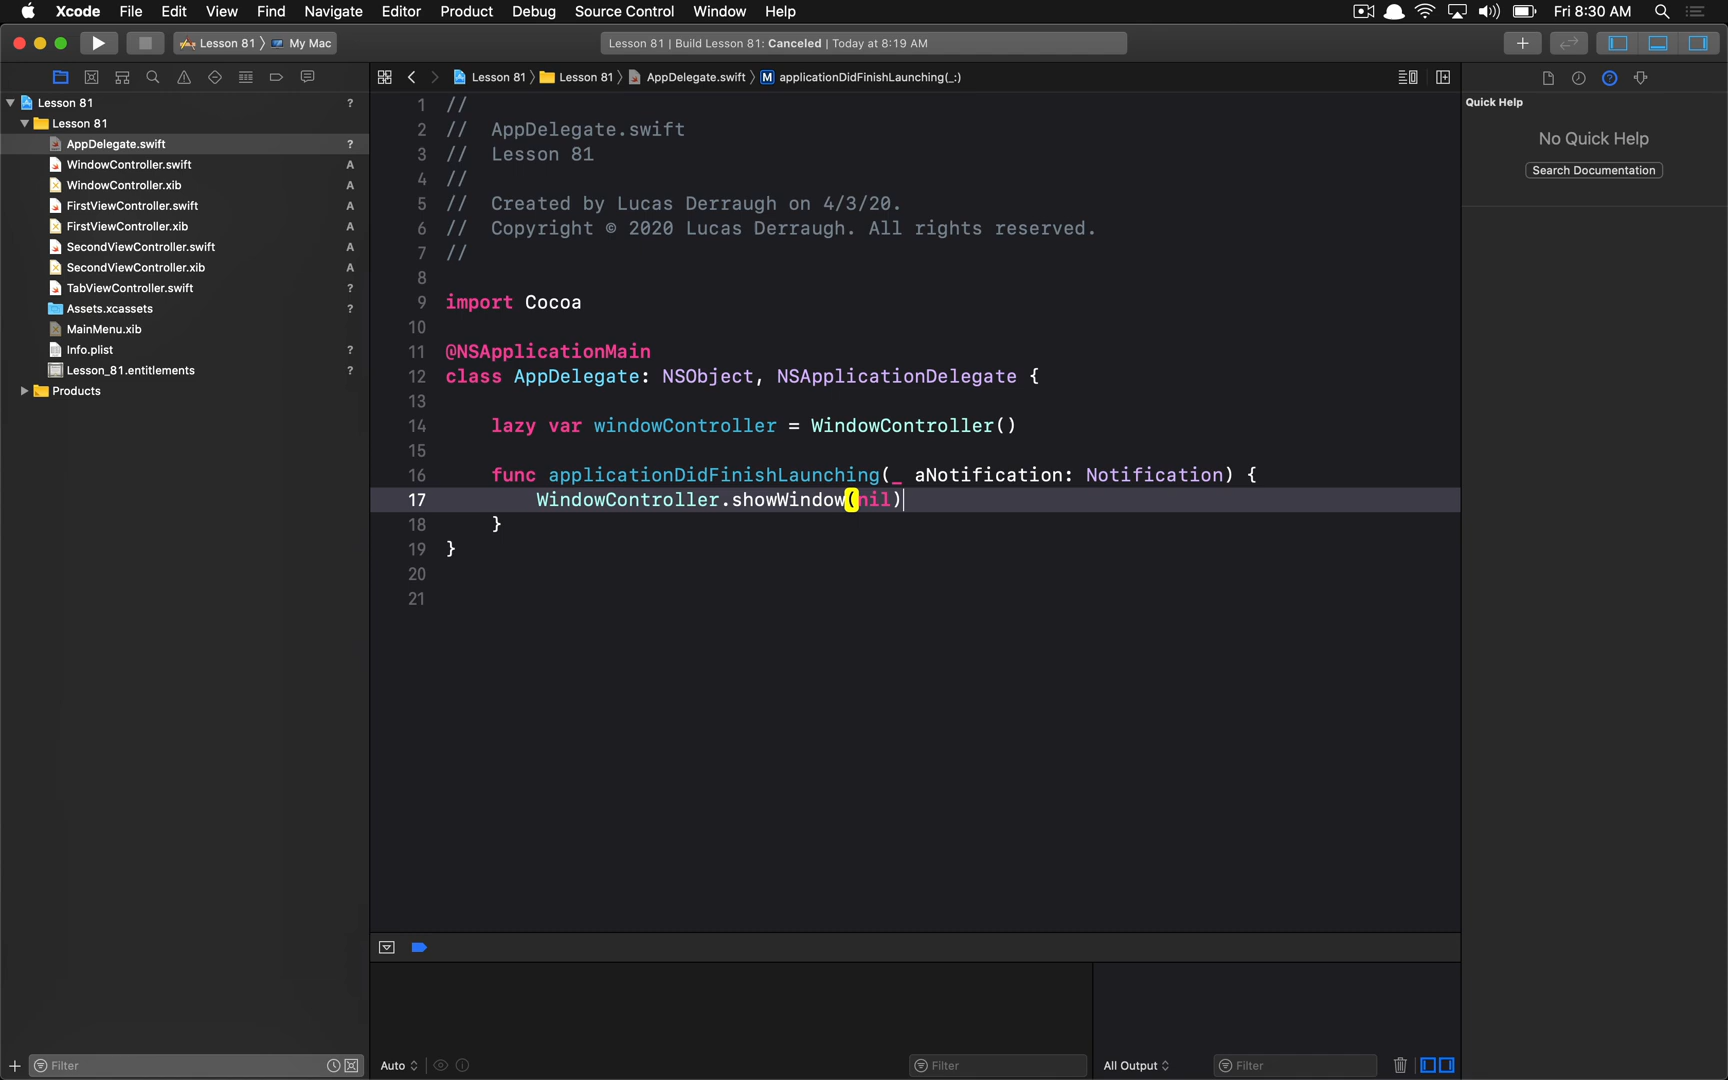 Xcode File Edit View Find Navigate Editor Product Debug Source Control Window Help Fri 8:30 AM
Lesson 81 My Mac Lesson 81 | Build Lesson 81: Canceled | Today at 8:19 AM
Lesson 81 Lesson 81 AppDelegate.swift M applicationDidFinishLaunching(_:)
Lesson 81 ?
Lesson 81
AppDelegate.swift ?
WindowController.swift A
WindowController.xib A
FirstViewController.swift A
FirstViewController.xib A
SecondViewController.swift A
SecondViewController.xib A
TabViewController.swift ?
Assets.xcassets ?
MainMenu.xib
Info.plist ?
Lesson_81.entitlements ?
Products
1 //
2 // AppDelegate.swift
3 // Lesson 81
4 //
5 // Created by Lucas Derraugh on 4/3/20.
6 // Copyright © 2020 Lucas Derraugh. All rights reserved.
7 //
8
9 import Cocoa
10
11 @NSApplicationMain
12 class AppDelegate: NSObject, NSApplicationDelegate {
13
14 lazy var windowController = WindowController()
15
16 func applicationDidFinishLaunching(_ aNotification: Notification) {
17 WindowController.showWindow(nil)
18 }
19 }
20
21
Quick Help
No Quick Help
Search Documentation
Filter
Auto
Filter
All Output
Filter